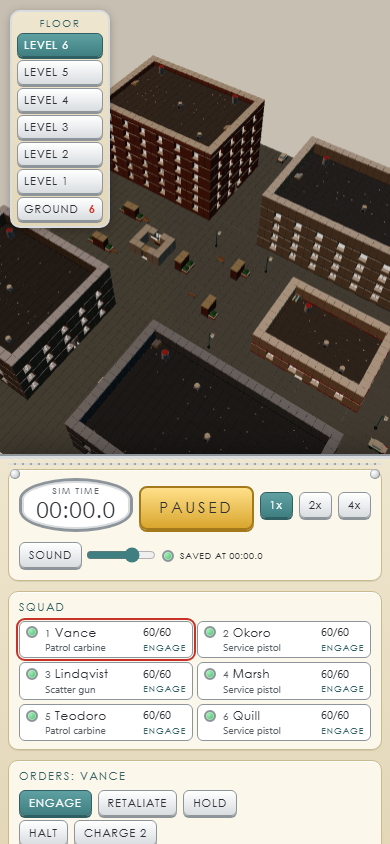 FLOOR
LEVEL 6
LEVEL 5
LEVEL 4
LEVEL 3
LEVEL 2
LEVEL 1
GROUND 6
SIM TIME
00:00.0
PAUSED
1x
2x
4x
SOUND
SAVED AT 00:00.0
SQUAD
1 Vance 60/60
Patrol carbine ENGAGE
2 Okoro 60/60
Service pistol ENGAGE
3 Lindqvist 60/60
Scatter gun ENGAGE
4 Marsh 60/60
Service pistol ENGAGE
5 Teodoro 60/60
Patrol carbine ENGAGE
6 Quill 60/60
Service pistol ENGAGE
ORDERS: VANCE
ENGAGE
RETALIATE
HOLD
HALT
CHARGE 2